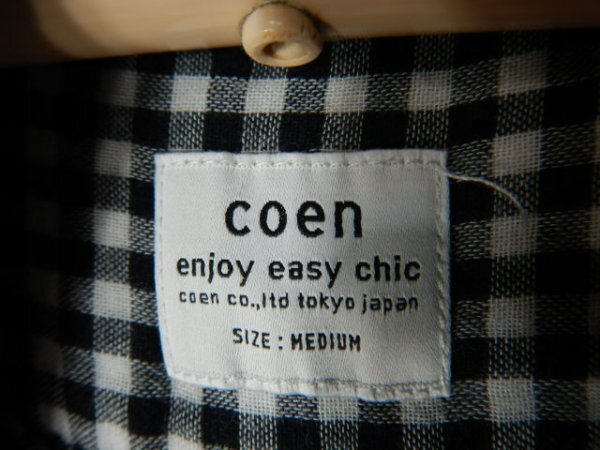 coen
enjoy easy chic
coen co.,ltd tokyo japan
SIZE : MEDIUM